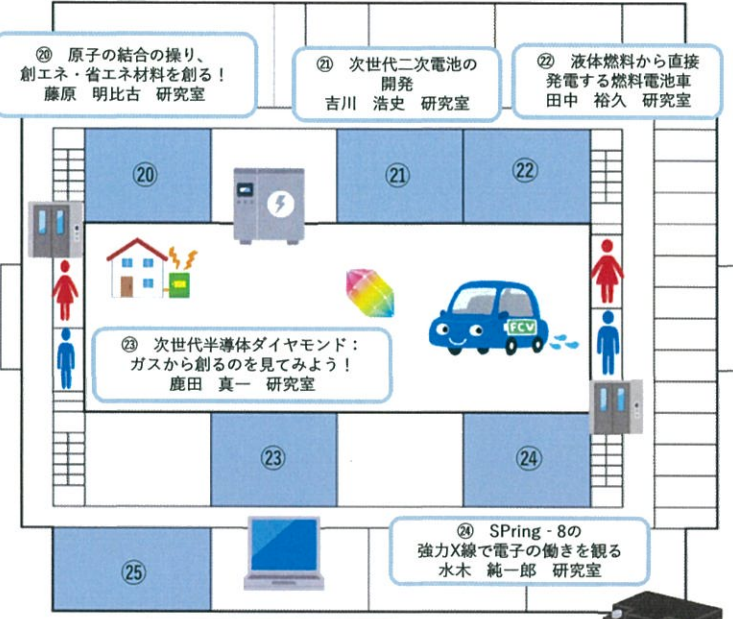 ⑳ 原子の結合の操り、
創エネ・省エネ材料を創る！
藤原 明比古 研究室
㉑ 次世代二次電池の
開発
吉川 浩史 研究室
㉒ 液体燃料から直接
発電する燃料電池車
田中 裕久 研究室
⑳
㉑
㉒
FCV
㉓ 次世代半導体ダイヤモンド：
ガスから創るのを見てみよう！
鹿田 真一 研究室
㉓
㉔
㉔ SPring‐8の
強力X線で電子の働きを観る
水木 純一郎 研究室
㉕